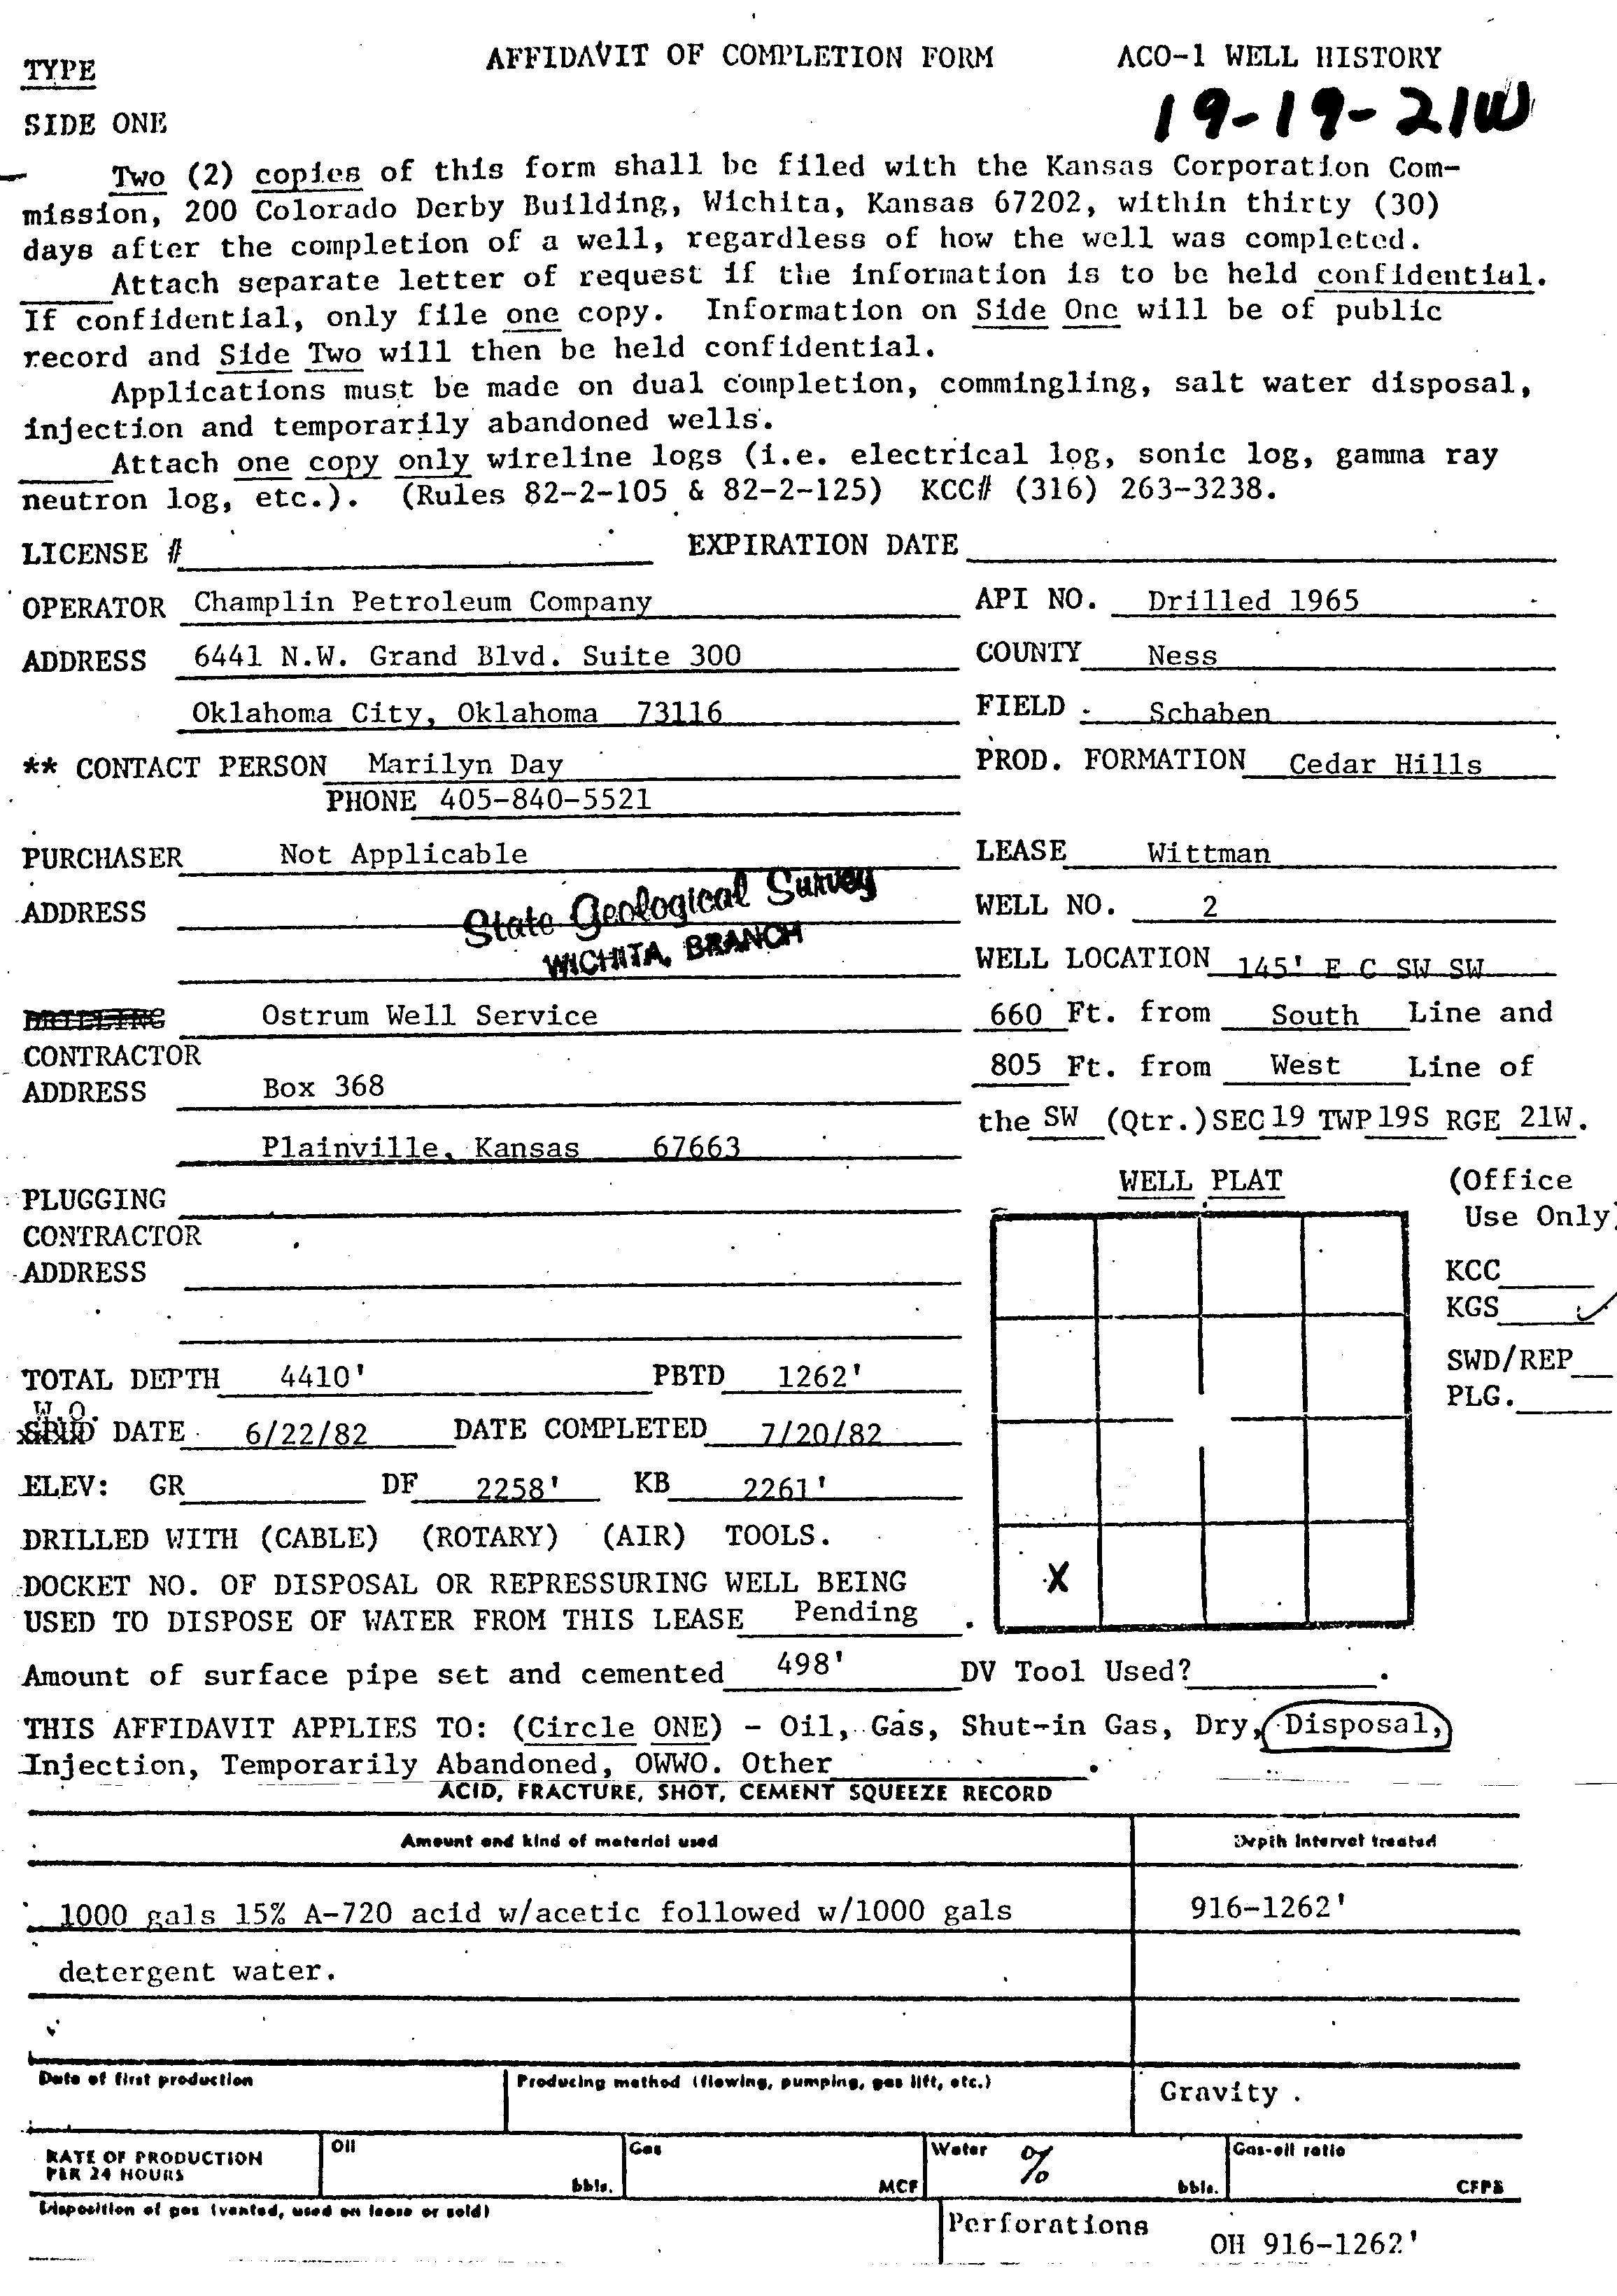 TYPE AFFIDAVIT OF COMPLETION FORM ACO-1 WELL HISTORY
19-19-21W
SIDE ONE
Two (2) copies of this form shall be filed with the Kansas Corporation Com-
mission, 200 Colorado Derby Building, Wichita, Kansas 67202, within thirty (30)
days after the completion of a well, regardless of how the well was completed.
Attach separate letter of request if the information is to be held confidential.
If confidential, only file one copy. Information on Side One will be of public
record and Side Two will then be held confidential.
Applications must be made on dual completion, commingling, salt water disposal,
injection and temporarily abandoned wells.
Attach one copy only wireline logs (i.e. electrical log, sonic log, gamma ray
neutron log, etc.). (Rules 82-2-105 & 82-2-125) KCC# (316) 263-3238.
LICENSE # EXPIRATION DATE
OPERATOR Champlin Petroleum Company API NO. Drilled 1965
ADDRESS 6441 N.W. Grand Blvd. Suite 300 COUNTY Ness
Oklahoma City, Oklahoma 73116 FIELD Schaben
** CONTACT PERSON Marilyn Day PROD. FORMATION Cedar Hills
PHONE 405-840-5521
PURCHASER Not Applicable LEASE Wittman
ADDRESS State Geological Survey WELL NO. 2
WICHITA, BRANCH
WELL LOCATION 145' E C SW SW
DRILLING Ostrum Well Service 660 Ft. from South Line and
CONTRACTOR
ADDRESS Box 368 805 Ft. from West Line of
Plainville, Kansas 67663 the SW (Qtr.) SEC 19 TWP 19S RGE 21W.
WELL PLAT (Office
Use Only)
PLUGGING
CONTRACTOR
ADDRESS KCC
KGS ✓
TOTAL DEPTH 4410' PBTD 1262' SWD/REP
PLG.
W.O.
SPUD DATE 6/22/82 DATE COMPLETED 7/20/82
ELEV: GR DF 2258' KB 2261'
DRILLED WITH (CABLE) (ROTARY) (AIR) TOOLS.
X
DOCKET NO. OF DISPOSAL OR REPRESSURING WELL BEING
USED TO DISPOSE OF WATER FROM THIS LEASE Pending .
Amount of surface pipe set and cemented 498' DV Tool Used? .
THIS AFFIDAVIT APPLIES TO: (Circle ONE) - Oil, Gas, Shut-in Gas, Dry, Disposal,
Injection, Temporarily Abandoned, OWWO. Other .
ACID, FRACTURE, SHOT, CEMENT SQUEEZE RECORD
Amount and kind of material used Depth interval treated
1000 gals 15% A-720 acid w/acetic followed w/1000 gals 916-1262'
detergent water.
Date of first production Producing method (flowing, pumping, gas lift, etc.) Gravity .
RATE OF PRODUCTION
PER 24 HOURS Oil bbls. Gas MCF Water % bbls. Gas-oil ratio CFPB
Disposition of gas (vented, used on lease or sold) Perforations
OH 916-1262'